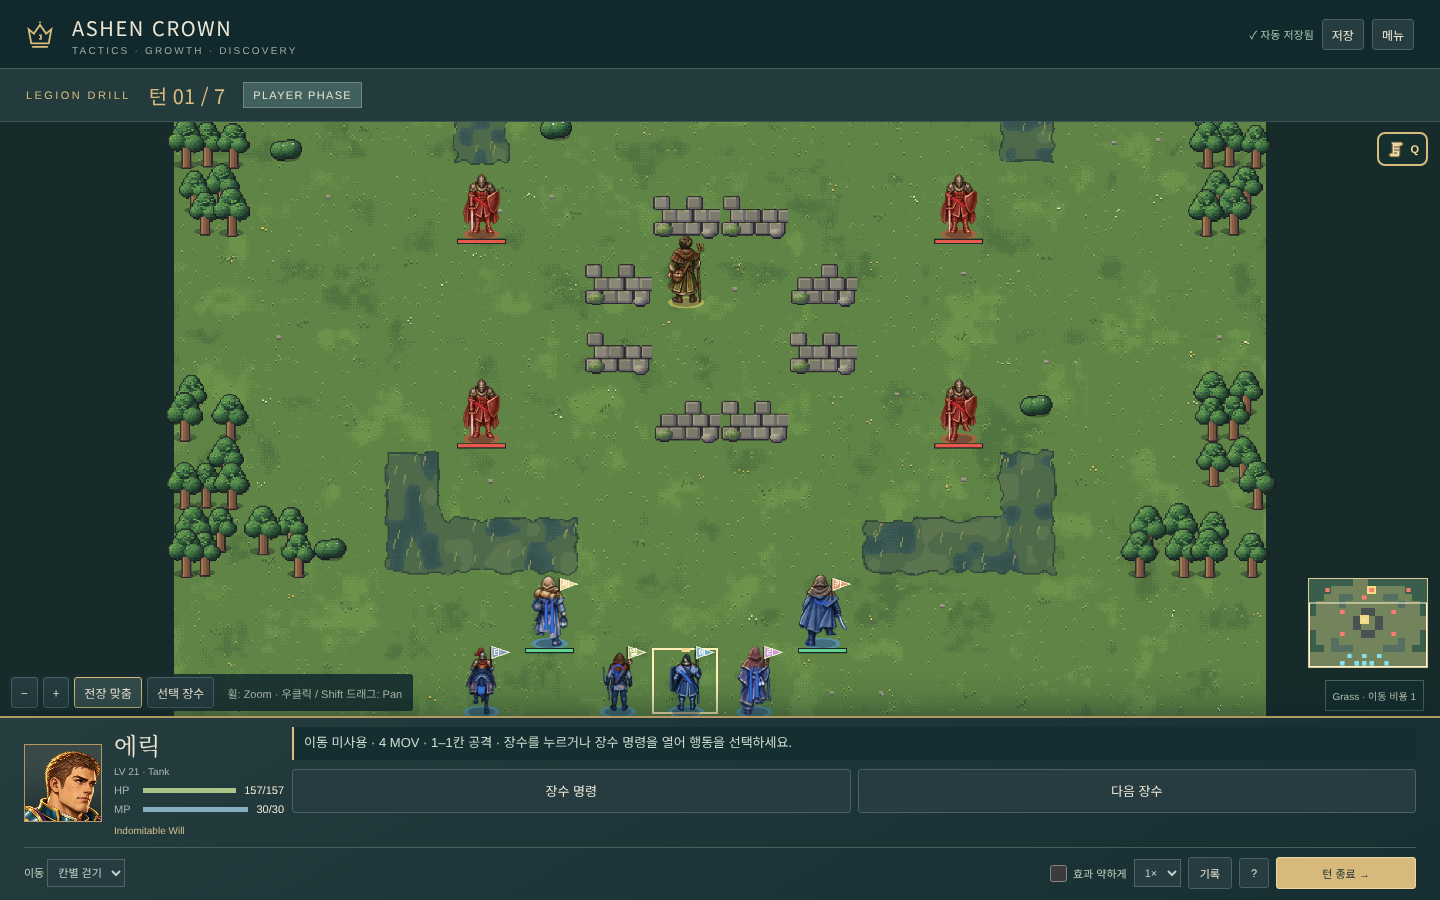 ASHEN CROWN
TACTICS · GROWTH · DISCOVERY
✓ 자동 저장됨
저장
메뉴
LEGION DRILL
턴 01 / 7
PLAYER PHASE
Q
−
+
전장 맞춤
선택 장수
휠: Zoom · 우클릭 / Shift 드래그: Pan
Grass · 이동 비용 1
에릭
LV 21 · Tank
HP 157/157
MP 30/30
Indomitable Will
이동 미사용 · 4 MOV · 1–1칸 공격 · 장수를 누르거나 장수 명령을 열어 행동을 선택하세요.
장수 명령
다음 장수
이동 칸별 걷기
효과 약하게
1×
기록
?
턴 종료 →